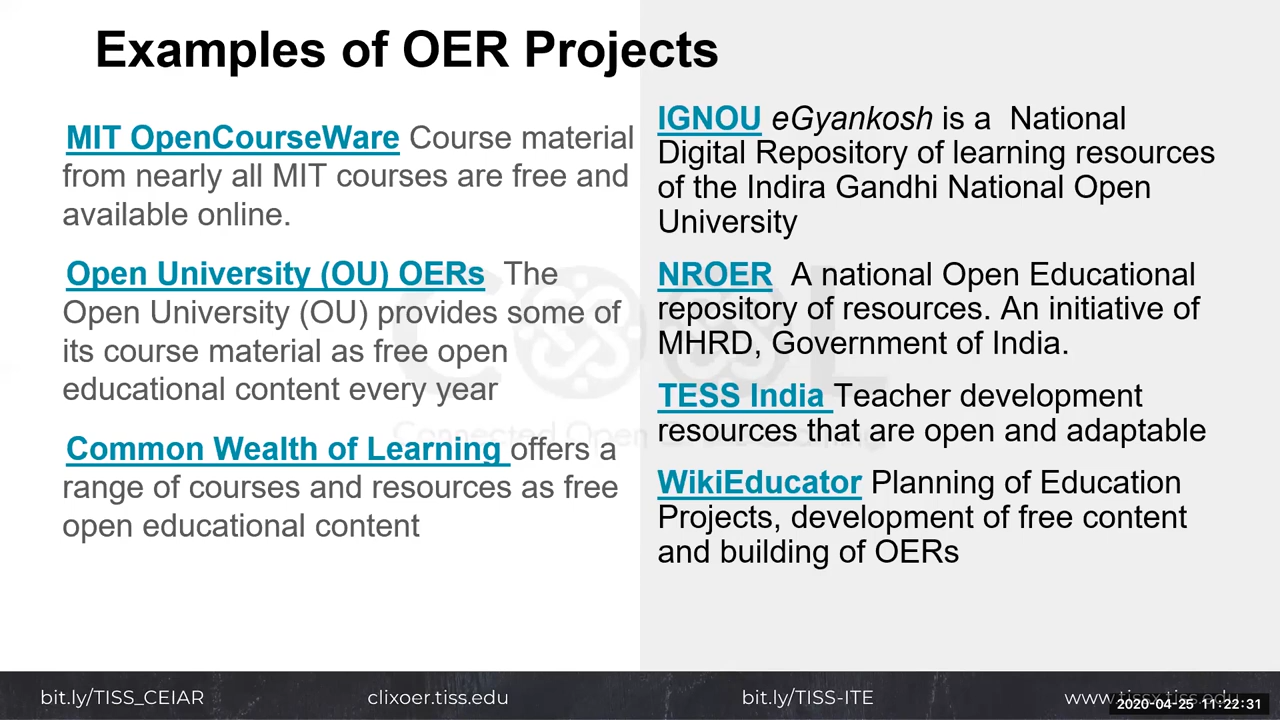 Examples of OER Projects
MIT OpenCourseWare Course material
from nearly all MIT courses are free and
available online.
Open University (OU) OERs The
Open University (OU) provides some of
its course material as free open
educational content every year
Common Wealth of Learning offers a
range of courses and resources as free
open educational content
IGNOU eGyankosh is a National
Digital Repository of learning resources
of the Indira Gandhi National Open
University
NROER A national Open Educational
repository of resources. An initiative of
MHRD, Government of India.
TESS India Teacher development
resources that are open and adaptable
WikiEducator Planning of Education
Projects, development of free content
and building of OERs
Connected Open
bit.ly/TISS_CEIAR
clixoer.tiss.edu
bit.ly/TISS-ITE
www.tissx.tiss.edu
2020-04-25 11:22:31